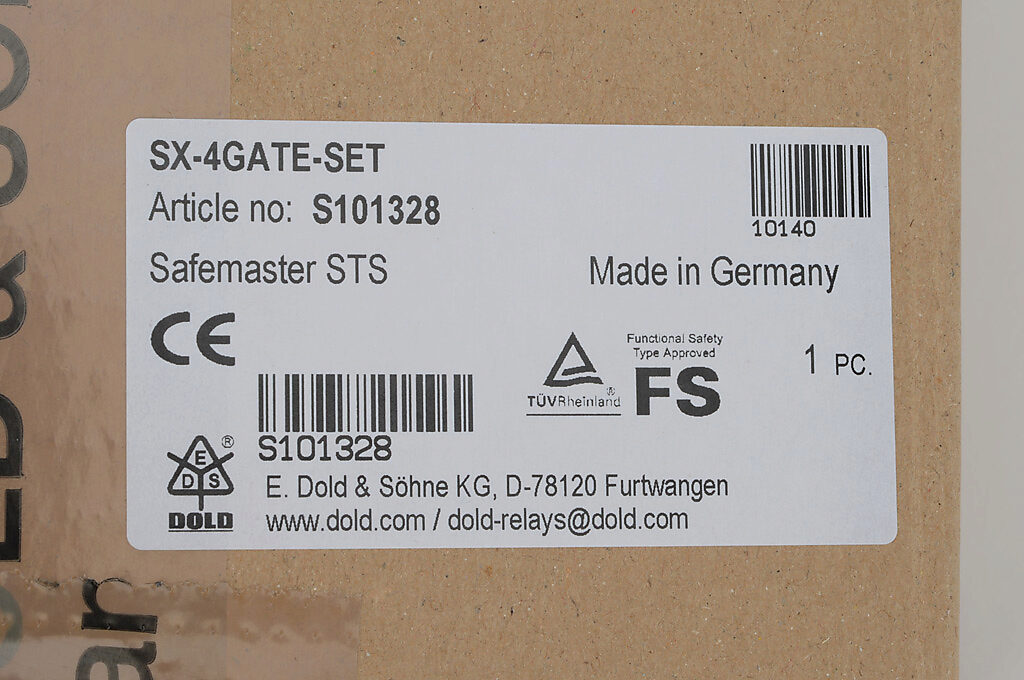 SX-4GATE-SET
Article no: S101328
10140
Safemaster STS
Made in Germany
CE
Functional Safety
Type Approved
FS
TÜVRheinland®
1 PC.
S101328
E
D S
®
DOLD
E. Dold & Söhne KG, D-78120 Furtwangen
www.dold.com / dold-relays@dold.com
ar